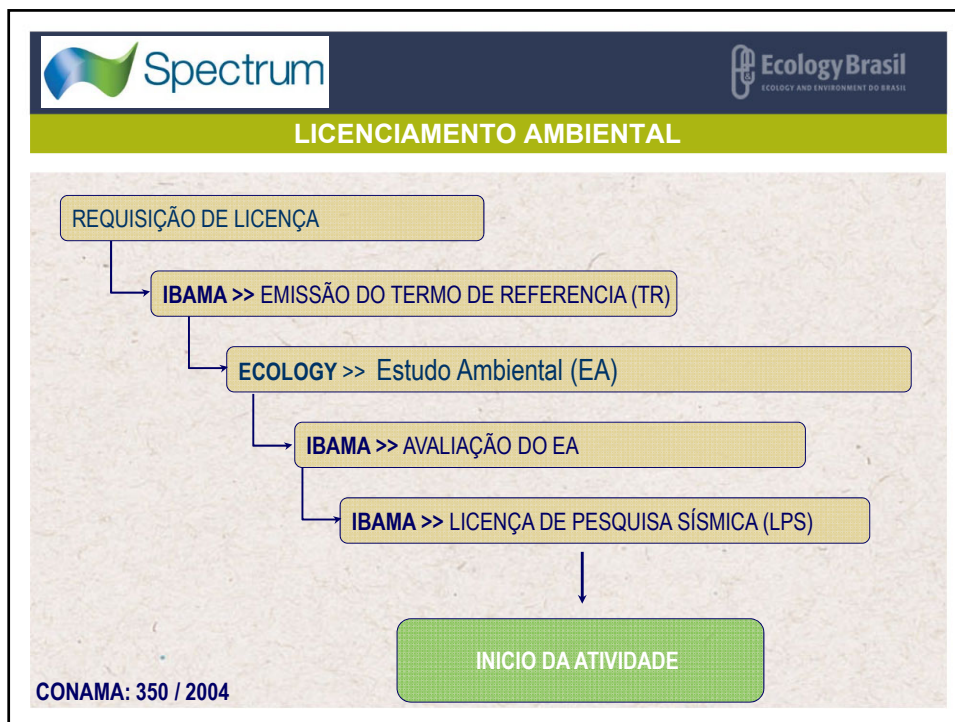 Spectrum
Ecology Brasil
ECOLOGY AND ENVIRONMENT DO BRASIL
LICENCIAMENTO AMBIENTAL
REQUISIÇÃO DE LICENÇA
IBAMA >> EMISSÃO DO TERMO DE REFERENCIA (TR)
ECOLOGY >> Estudo Ambiental (EA)
IBAMA >> AVALIAÇÃO DO EA
IBAMA >> LICENÇA DE PESQUISA SÍSMICA (LPS)
INICIO DA ATIVIDADE
CONAMA: 350 / 2004